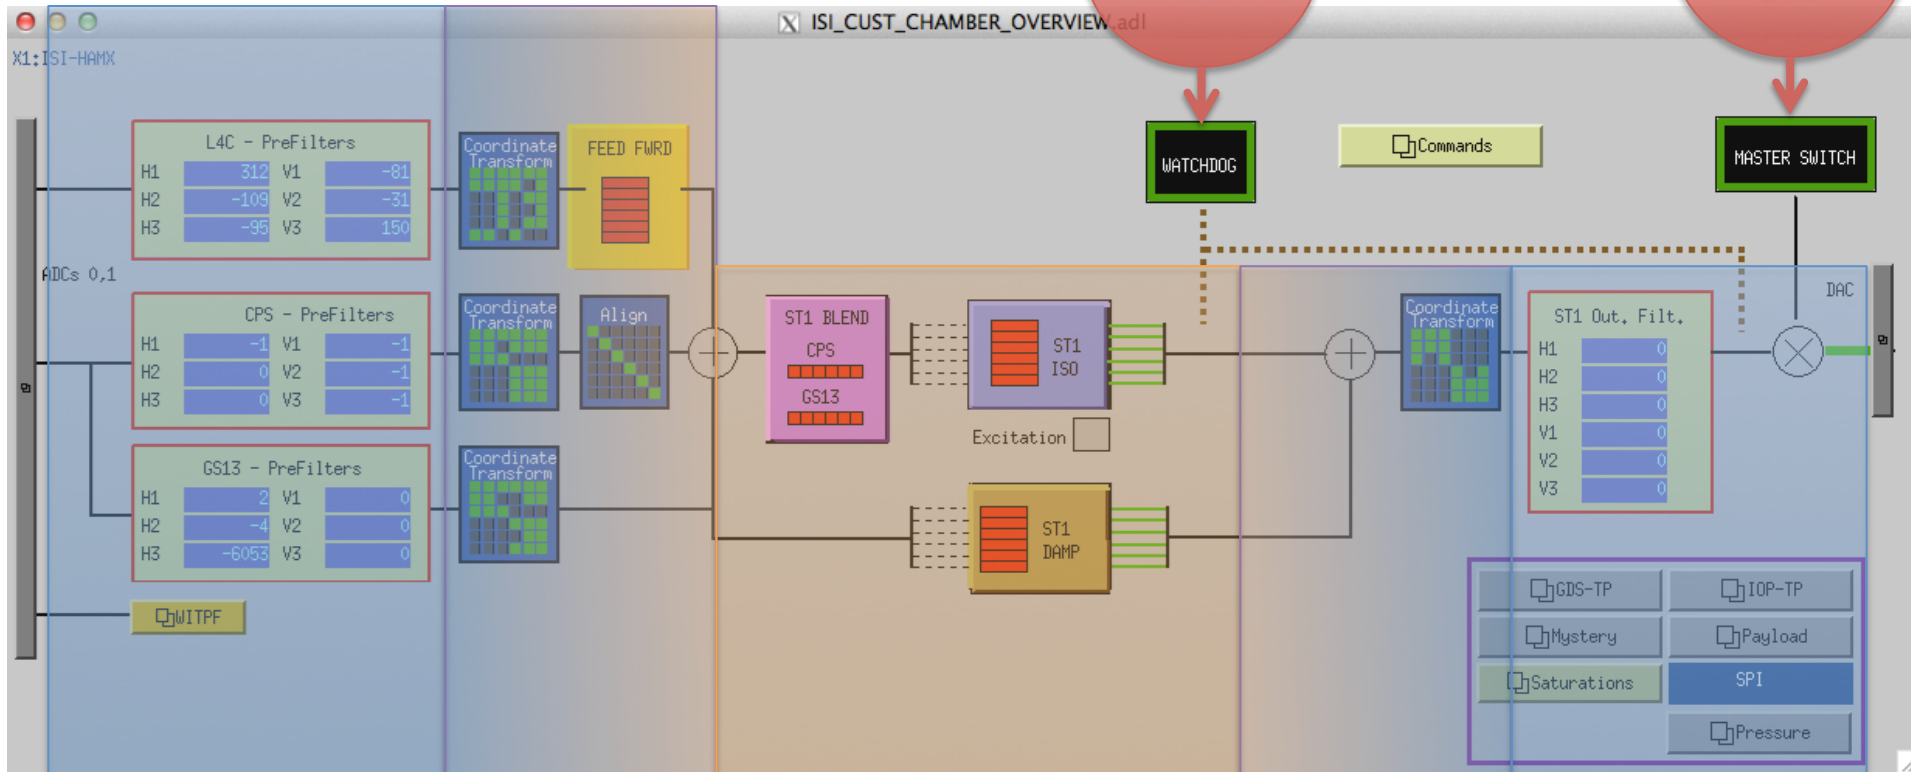 ISI_CUST_CHAMBER_OVERVIEW.adl
X1:ISI-HAMX
L4C - PreFilters
H1 312 V1 -81
H2 -109 V2 -31
H3 -95 V3 150
Coordinate
Transform
FEED FWRD
WATCHDOG
Commands
MASTER SWITCH
ADCs 0,1
CPS - PreFilters
H1 -1 V1 -1
H2 0 V2 -1
H3 0 V3 -1
Coordinate
Transform
Align
ST1 BLEND
CPS
GS13
ST1
ISO
Excitation
Coordinate
Transform
ST1 Out. Filt.
H1 0
H2 0
H3 0
V1 0
V2 0
V3 0
DAC
GS13 - PreFilters
H1 2 V1 0
H2 -4 V2 0
H3 -6053 V3 0
Coordinate
Transform
ST1
DAMP
WITPF
GDS-TP
IOP-TP
Mystery
Payload
Saturations
SPI
Pressure